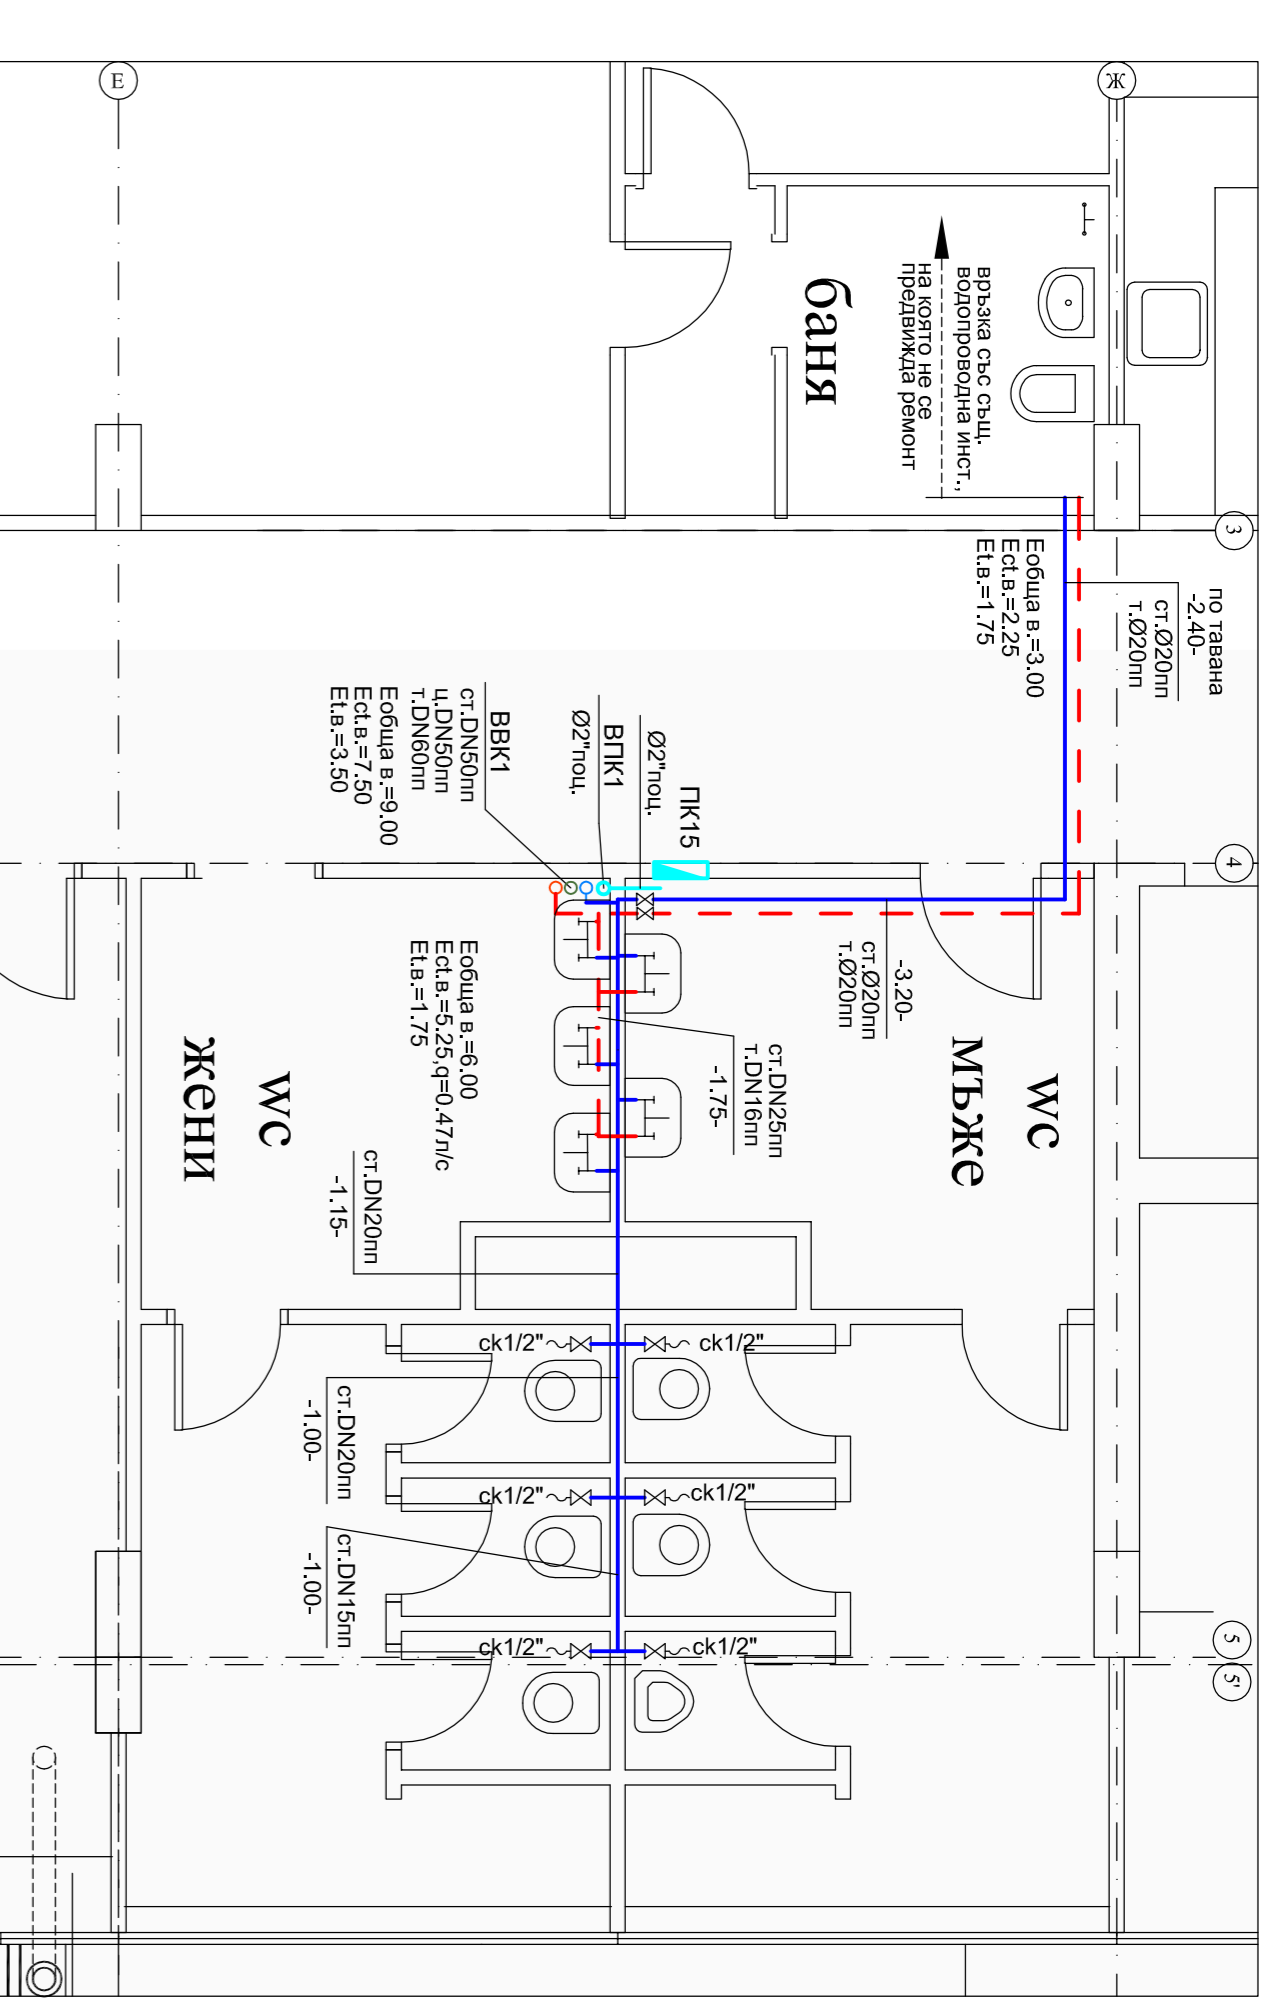 Е
Ж
3
4
5
5'
баня
връзка със същ.
водопроводна инст.,
на която не се
предвижда ремонт
по тавана
-2.40-
ст.Ø20пп
т.Ø20пп
Еобща в.=3.00
Ест.в.=2.25
Ет.в.=1.75
ПК15
Ø2"поц.
ВПК1
Ø2"поц.
ВВК1
ст.DN50пп
ц.DN50пп
т.DN60пп
Еобща в.=9.00
Ест.в.=7.50
Ет.в.=3.50
-3.20-
ст.Ø20пп
т.Ø20пп
wc
мъже
ст.DN25пп
т.DN16пп
-1.75-
Еобща в.=6.00
Ест.в.=5.25,q=0.47л/с
Ет.в.=1.75
wc
жени
ст.DN20пп
-1.15-
ck1/2"
ck1/2"
ст.DN20пп
-1.00-
ck1/2"
ck1/2"
ст.DN15пп
-1.00-
ck1/2"
ck1/2"